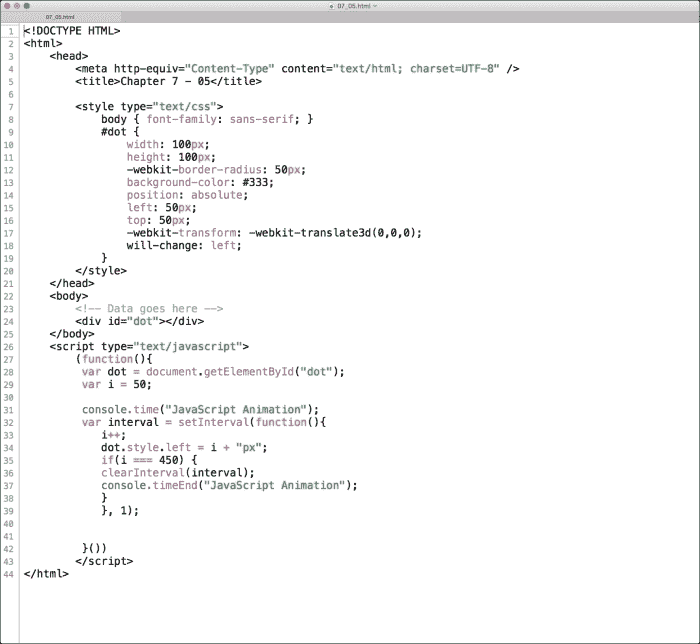 07_05.html
07_05.html
1 <!DOCTYPE HTML>
2 <html>
3 <head>
4 <meta http-equiv="Content-Type" content="text/html; charset=UTF-8" />
5 <title>Chapter 7 - 05</title>
6
7 <style type="text/css">
8 body { font-family: sans-serif; }
9 #dot {
10 width: 100px;
11 height: 100px;
12 -webkit-border-radius: 50px;
13 background-color: #333;
14 position: absolute;
15 left: 50px;
16 top: 50px;
17 -webkit-transform: -webkit-translate3d(0,0,0);
18 will-change: left;
19 }
20 </style>
21 </head>
22 <body>
23 <!-- Data goes here -->
24 <div id="dot"></div>
25 </body>
26 <script type="text/javascript">
27 (function(){
28 var dot = document.getElementById("dot");
29 var i = 50;
30
31 console.time("JavaScript Animation");
32 var interval = setInterval(function(){
33 i++;
34 dot.style.left = i + "px";
35 if(i === 450) {
36 clearInterval(interval);
37 console.timeEnd("JavaScript Animation");
38 }
39 }, 1);
40
41
42 }())
43 </script>
44 </html>